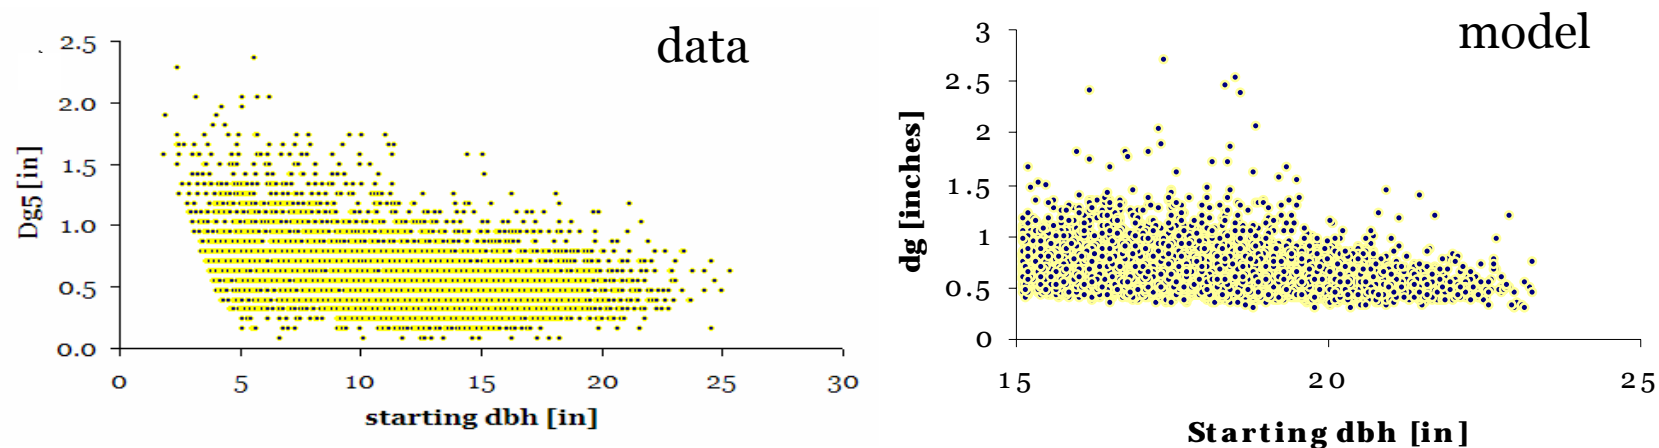 data
2.5
2.0
1.5
1.0
0.5
0.0
Dg5 [in]
0 5 10 15 20 25 30
starting dbh [in]
model
3
2.5
2
1.5
1
0.5
0
dg [inches]
15 20 25
Starting dbh [in]